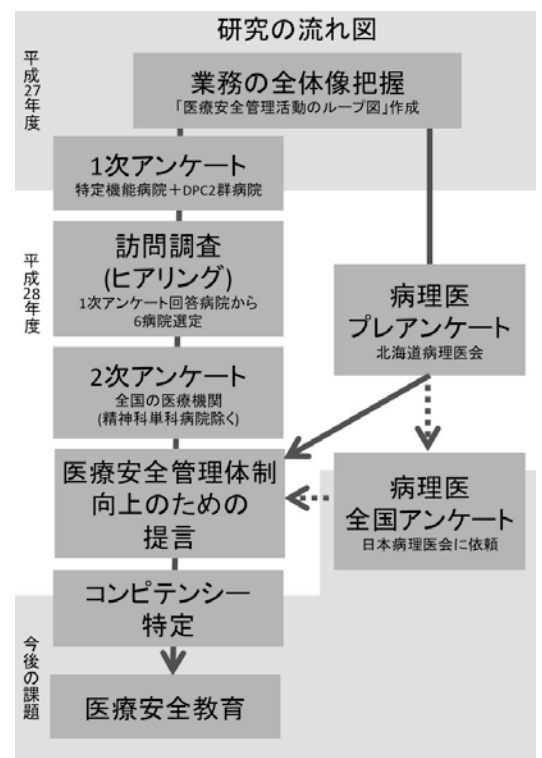 研究の流れ図
平成27年度
業務の全体像把握
「医療安全管理活動のループ図」作成
1次アンケート
特定機能病院+DPC2群病院
平成28年度
訪問調査
(ヒアリング)
1次アンケート回答病院から
6病院選定
病理医
プレアンケート
北海道病理医会
2次アンケート
全国の医療機関
(精神科単科病院除く)
医療安全管理体制
向上のための
提言
病理医
全国アンケート
日本病理医会に依頼
コンピテンシー
特定
今後の課題
医療安全教育